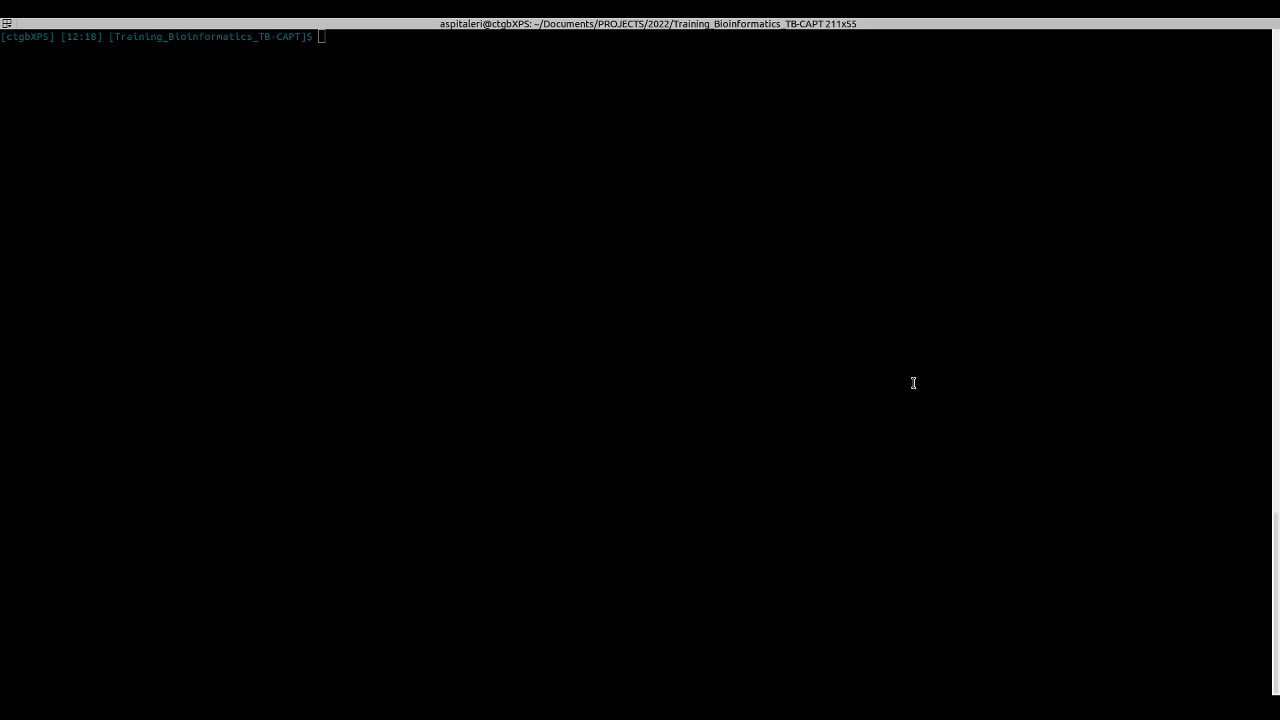 aspitaleri@ctgbXPS: ~/Documents/PROJECTS/2022/Training_Bioinformatics_TB-CAPT 211x55
[ctgbXPS] [12:18] [Training_Bioinformatics_TB-CAPT]$